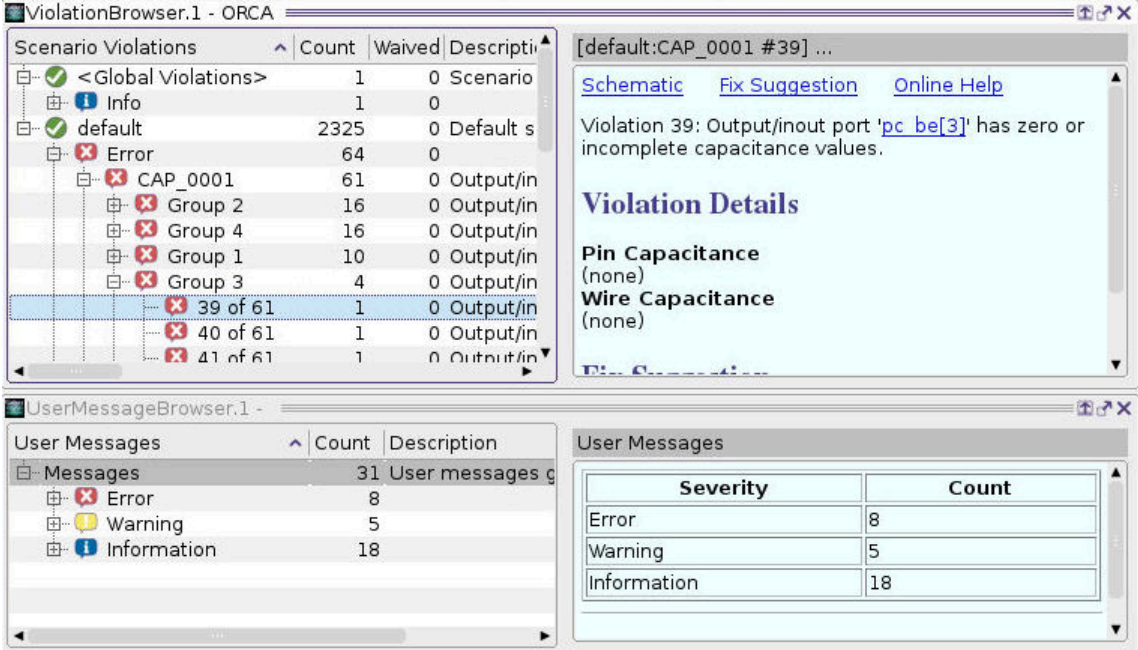 ViolationBrowser.1 - ORCA
Scenario Violations Count Waived Descripti
<Global Violations> 1 0 Scenario
Info 1 0
default 2325 0 Default s
Error 64 0
CAP_0001 61 0 Output/in
Group 2 16 0 Output/in
Group 4 16 0 Output/in
Group 1 10 0 Output/in
Group 3 4 0 Output/in
39 of 61 1 0 Output/in
40 of 61 1 0 Output/in
41 of 61 1 0 Output/in
[default:CAP_0001 #39] ...
Schematic Fix Suggestion Online Help
Violation 39: Output/inout port 'pc_be[3]' has zero or
incomplete capacitance values.
Violation Details
Pin Capacitance
(none)
Wire Capacitance
(none)
Fix Suggestion
UserMessageBrowser.1 -
User Messages Count Description
Messages 31 User messages g
Error 8
Warning 5
Information 18
User Messages
Severity Count
Error 8
Warning 5
Information 18